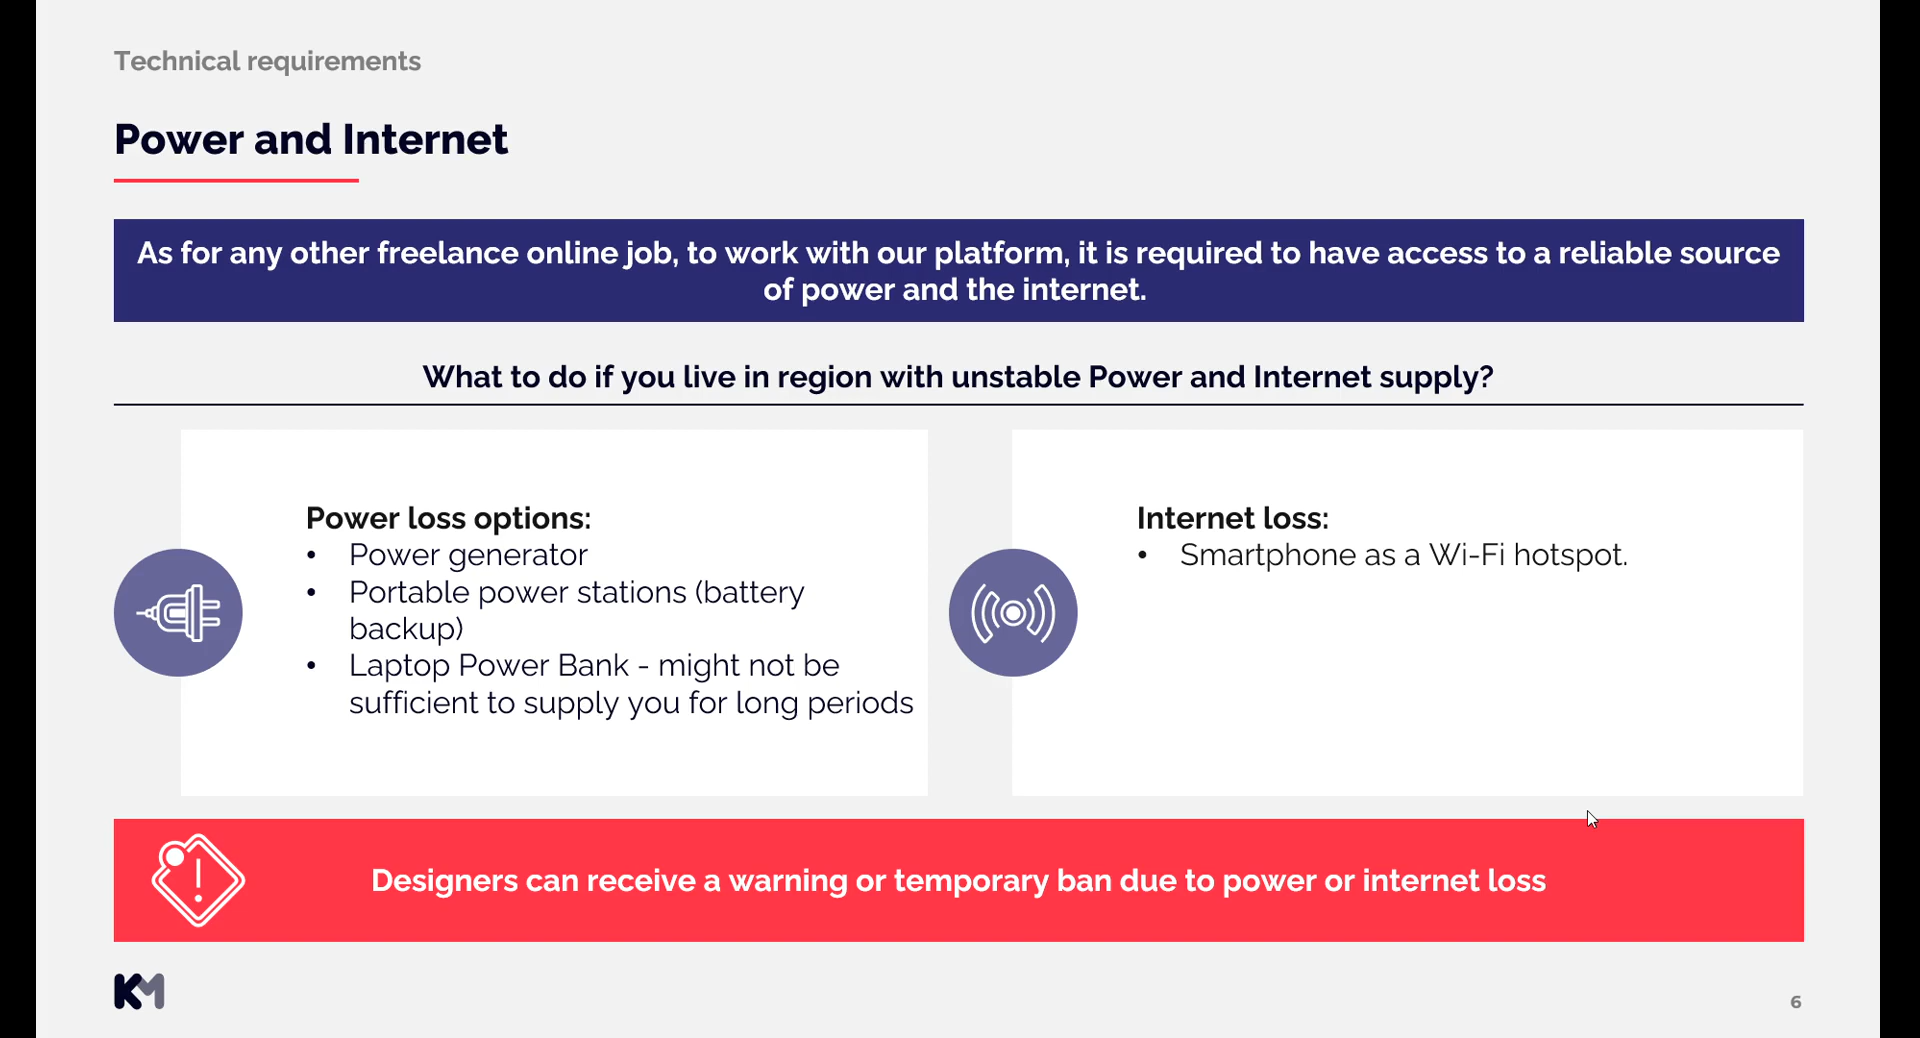 Technical requirements
Power and Internet
As for any other freelance online job, to work with our platform, it is required to have access to a reliable source
of power and the internet.
What to do if you live in region with unstable Power and Internet supply?
Power loss options:
• Power generator
• Portable power stations (battery
backup)
• Laptop Power Bank - might not be
sufficient to supply you for long periods
Internet loss:
• Smartphone as a Wi-Fi hotspot.
Designers can receive a warning or temporary ban due to power or internet loss
KM
6